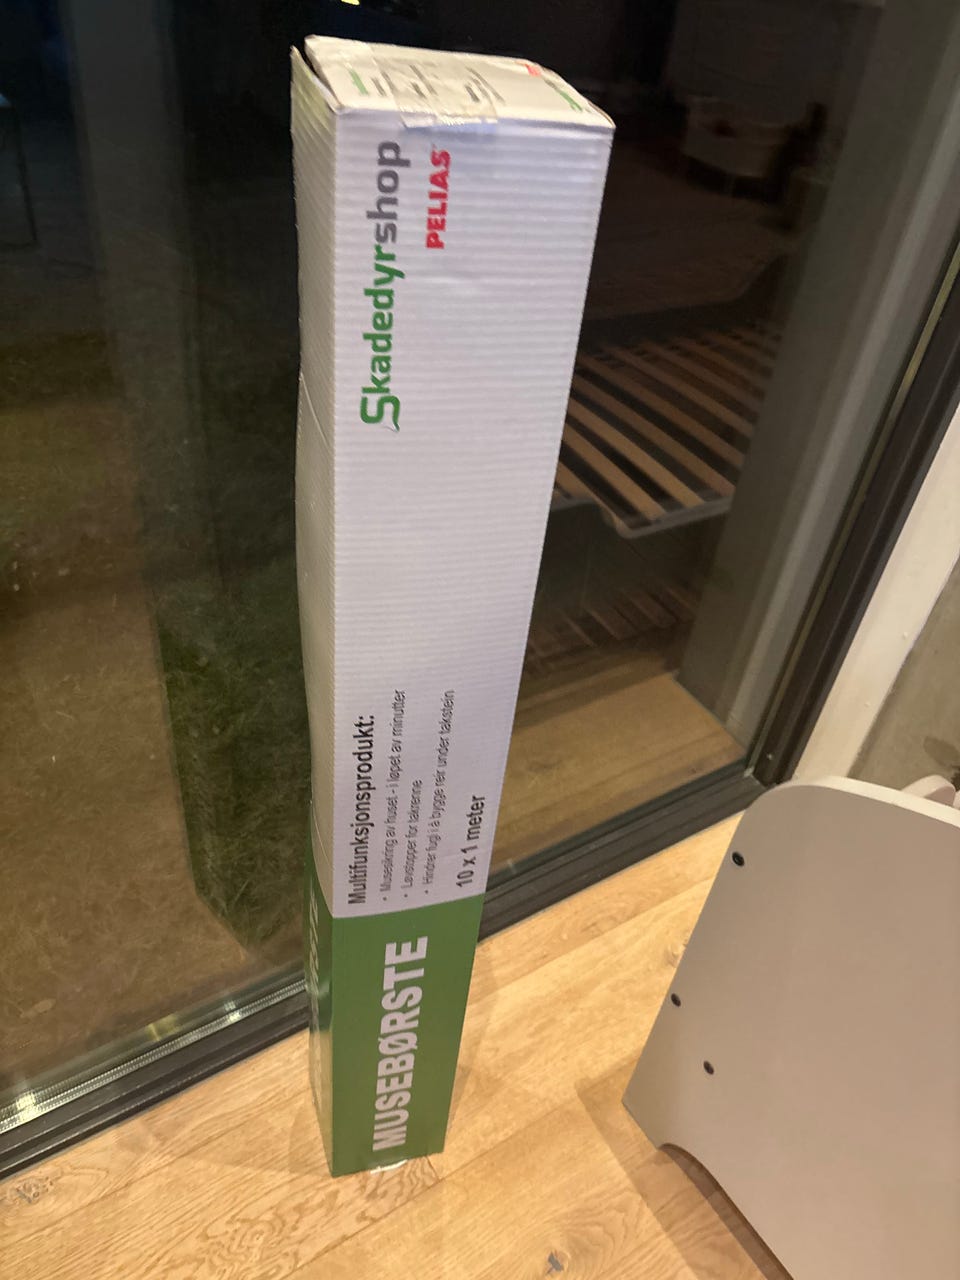 Skadedyrshop
PELIAS
Multifunksjonsprodukt:
• Musesikring av huset - i løpet av minutter
• Løvstopper for takrenne
• Hindrer fugl i å bygge reir under takstein
10 x 1 meter
MUSEBØRSTE